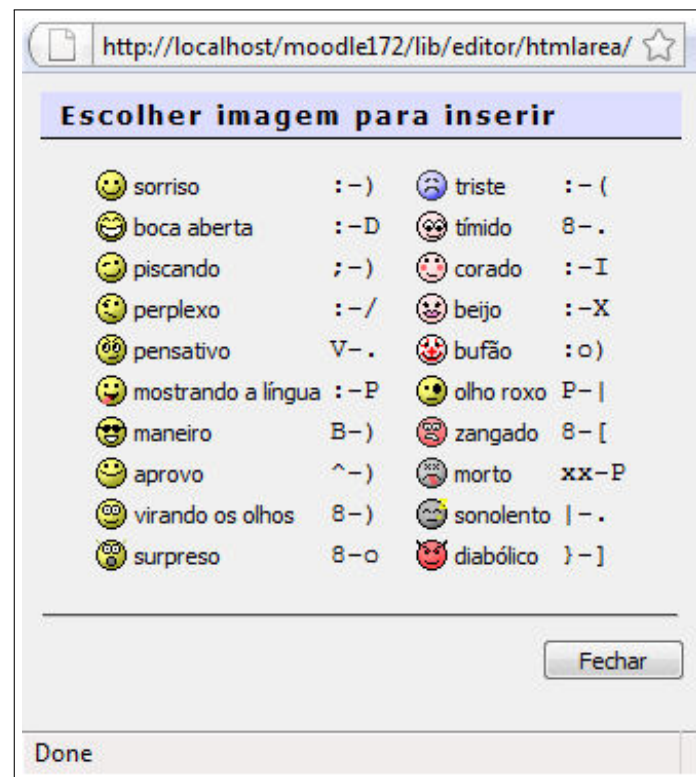 http://localhost/moodle172/lib/editor/htmlarea/
Escolher imagem para inserir
sorriso :-) triste :-(
boca aberta :-D tímido 8-.
piscando ;-) corado :-I
perplexo :-/ beijo :-X
pensativo V-. bufão :o)
mostrando a língua :-P olho roxo P-|
maneiro B-) zangado 8-[
aprovo ^-) morto xx-P
virando os olhos 8-) sonolento |-.
surpreso 8-o diabólico }-]
Fechar
Done